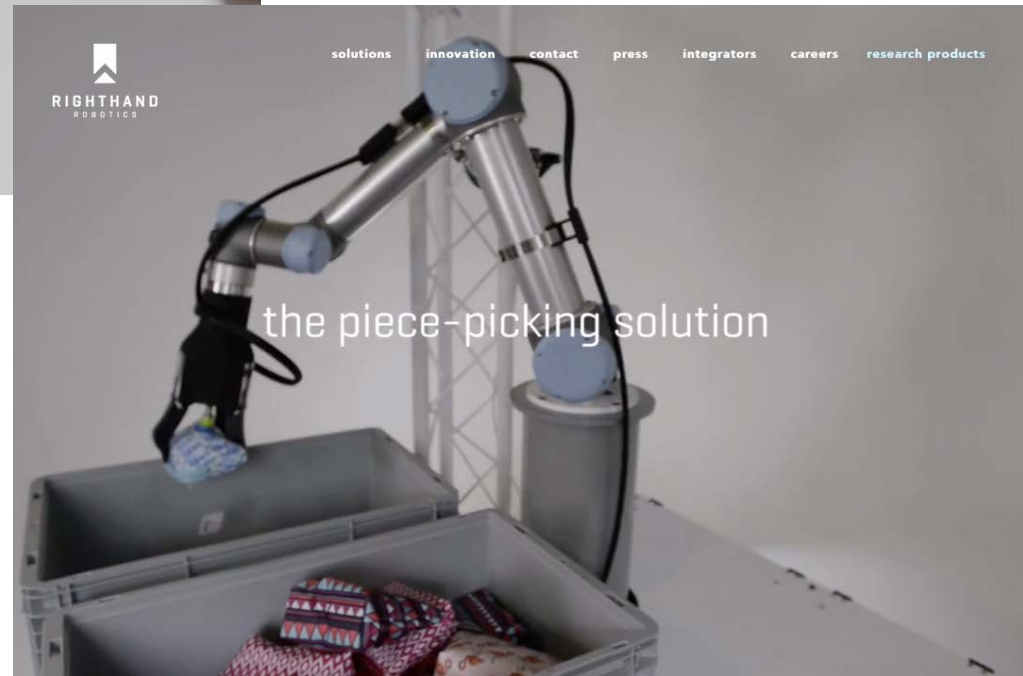 solutions innovation contact press integrators careers research products
RIGHTHAND
ROBOTICS
the piece-picking solution